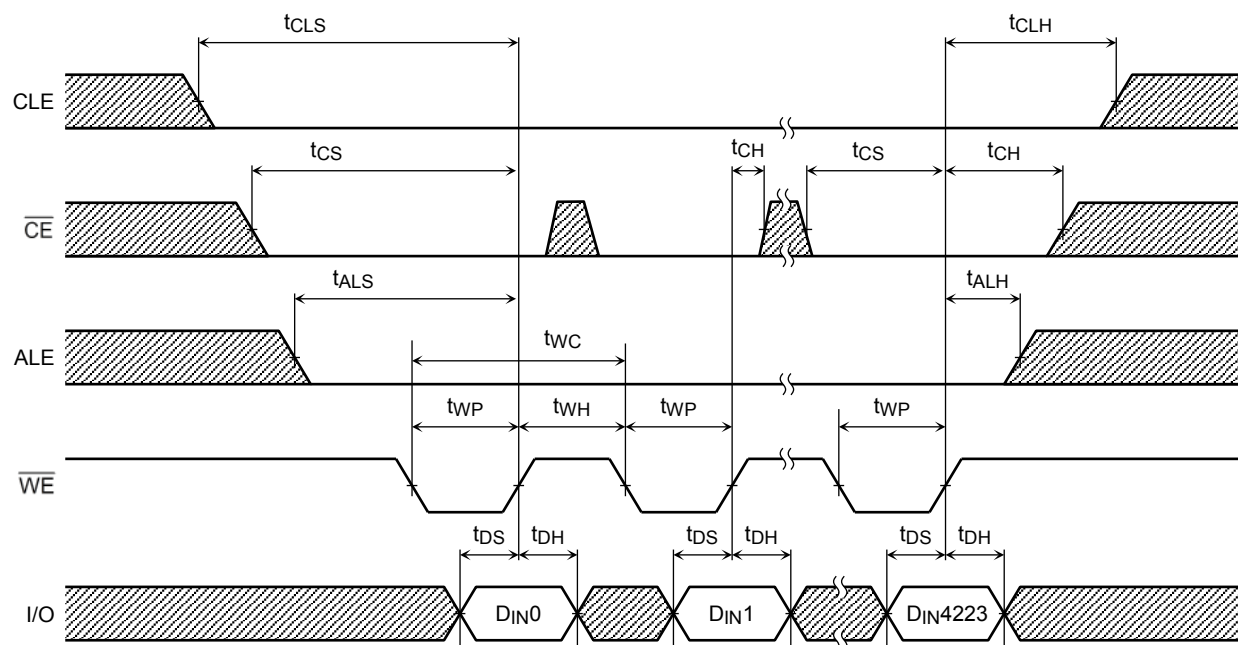 tCLS
tCLH
CLE
tCS
tCH
tCS
tCH
CE
tALS
tALH
ALE
tWC
tWP
tWH
tWP
tWP
WE
tDS
tDH
tDS
tDH
tDS
tDH
I/O
DIN0
DIN1
DIN4223